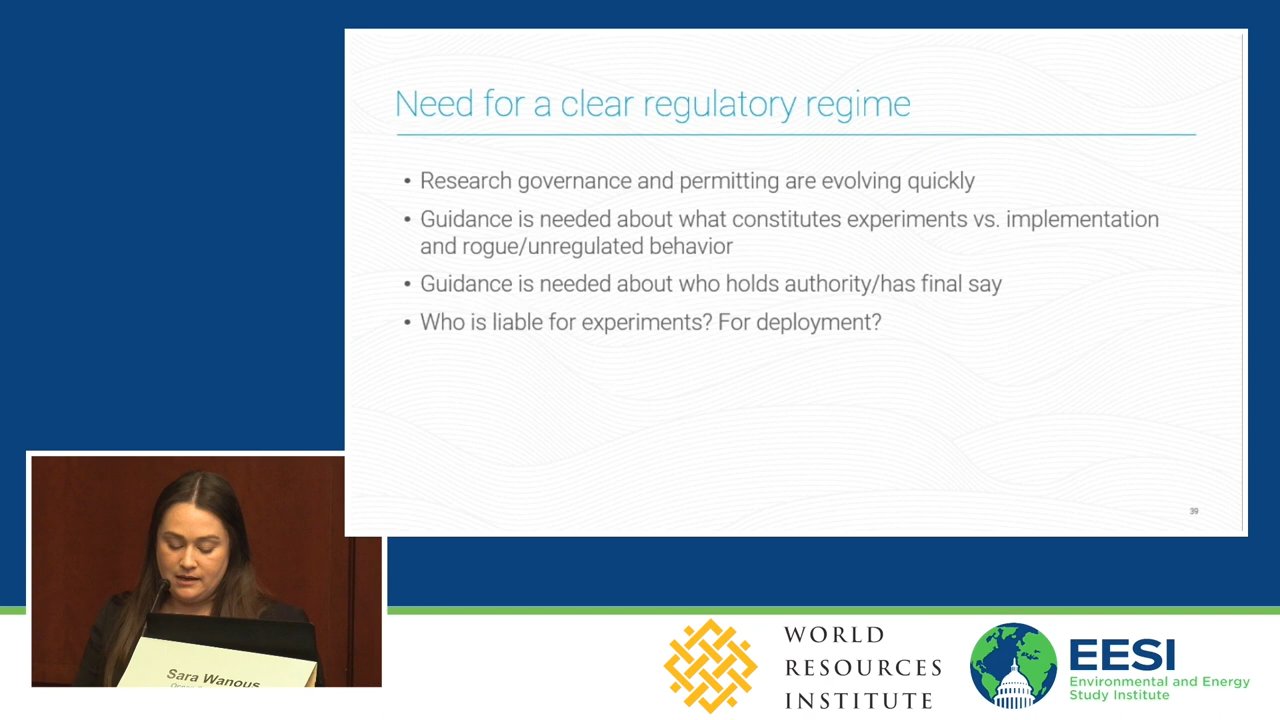 Need for a clear regulatory regime
• Research governance and permitting are evolving quickly
• Guidance is needed about what constitutes experiments vs. implementation
and rogue/unregulated behavior
• Guidance is needed about who holds authority/has final say
• Who is liable for experiments? For deployment?
39
Sara Wanous
WORLD
RESOURCES
INSTITUTE
EESI
Environmental and Energy
Study Institute